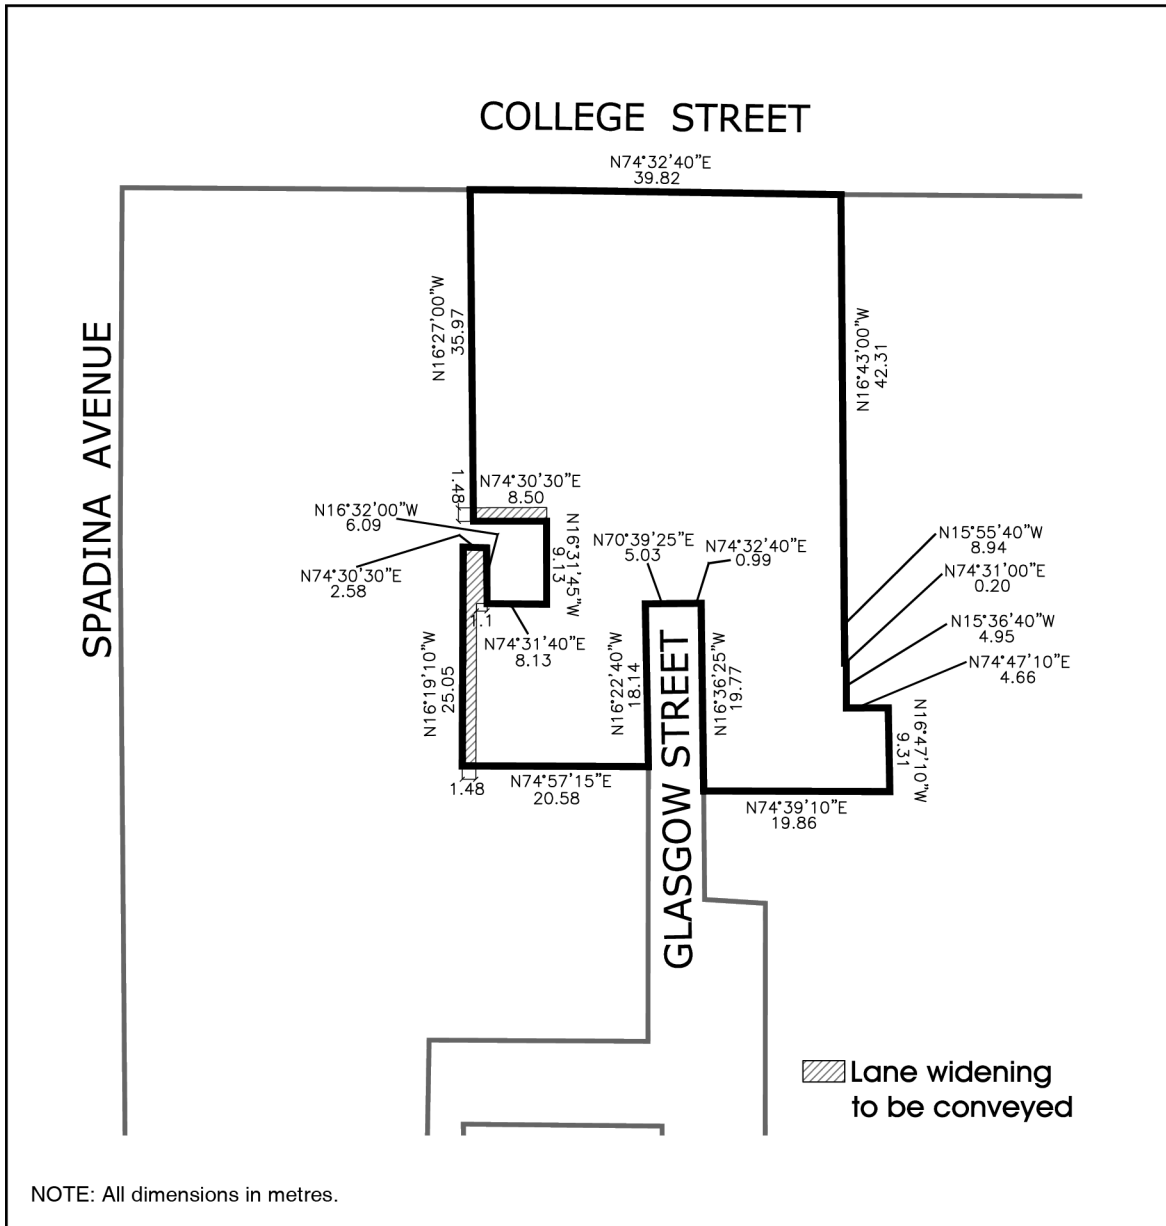 COLLEGE STREET
N74°32'40"E
39.82
N16°27'00"W
35.97
N16°43'00"W
42.31
SPADINA AVENUE
1.48
N74°30'30"E
8.50
N16°32'00"W
6.09
N16°31'45"W
9.13
N74°30'30"E
2.58
N70°39'25"E
5.03
N74°32'40"E
0.99
N15°55'40"W
8.94
N74°31'00"E
0.20
N15°36'40"W
4.95
N74°47'10"E
4.66
1.1
N74°31'40"E
8.13
N16°19'10"W
25.05
N16°22'40"W
18.14
GLASGOW STREET
N16°36'25"W
19.77
N16°47'10"W
9.31
1.48
N74°57'15"E
20.58
N74°39'10"E
19.86
Lane widening
to be conveyed
NOTE: All dimensions in metres.